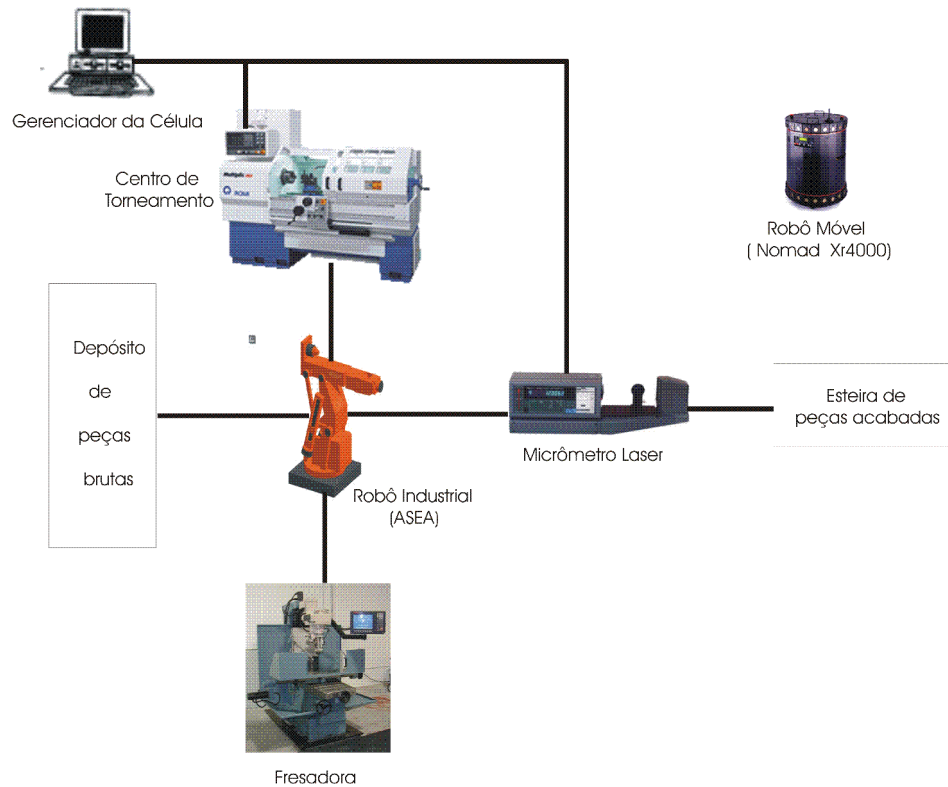 Gerenciador da Célula
Centro de
Torneamento
ROMI
Robô Móvel
( Nomad Xr4000)
Depósito
de
peças
brutas
Esteira de
peças acabadas
Micrômetro Laser
Robô Industrial
(ASEA)
Fresadora